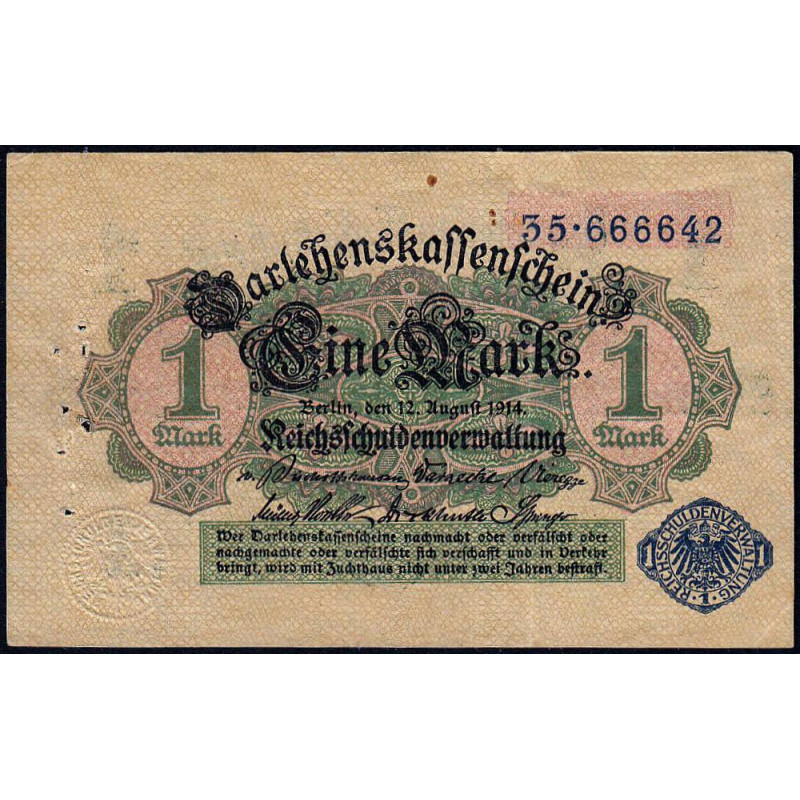 35·666642
Darlehenskassenschein
Eine Mark.
1 Mark
1 Mark
Berlin, den 12. August 1914.
Reichsschuldenverwaltung
Wer Darlehenskassenscheine nachmacht oder verfälscht oder
nachgemachte oder verfälschte sich verschafft und in Verkehr
bringt, wird mit Zuchthaus nicht unter zwei Jahren bestraft.
REICHSSCHULDENVERWALTUNG
1 1
·1·